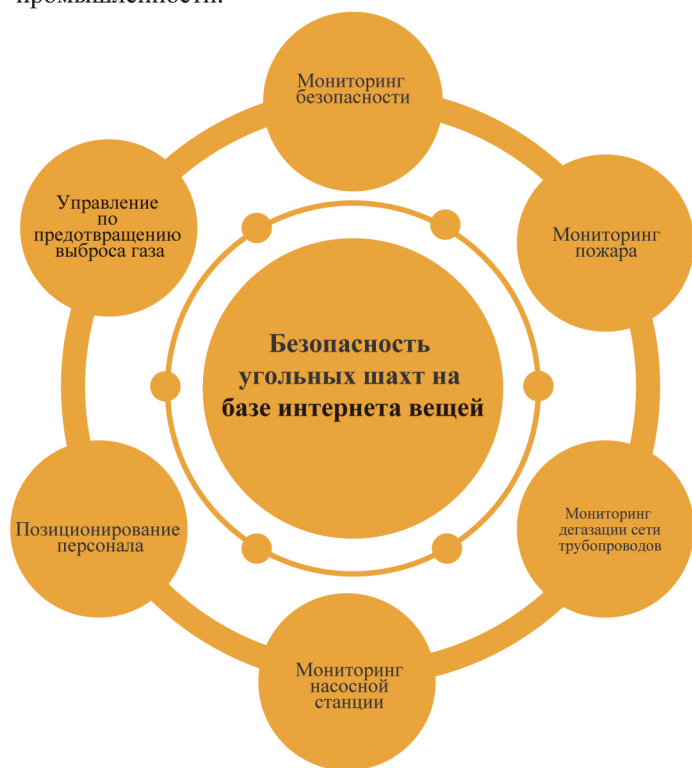 промышленности.
Мониторинг
безопасности
Управление
по
предотвращению
выброса газа
Мониторинг
пожара
Безопасность
угольных шахт на
базе интернета вещей
Позиционирование
персонала
Мониторинг
дегазации сети
трубопроводов
Мониторинг
насосной
станции